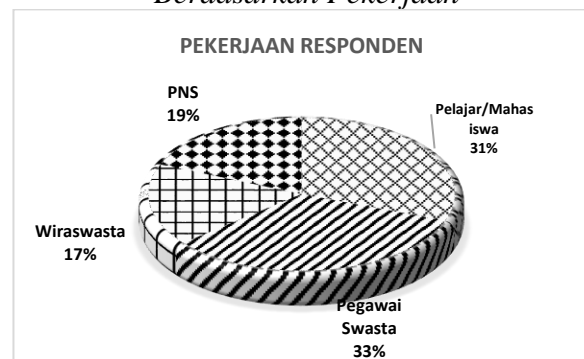 Berdasarkan Pekerjaan
PEKERJAAN RESPONDEN
PNS
19%
Pelajar/Mahas
iswa
31%
Wiraswasta
17%
Pegawai
Swasta
33%